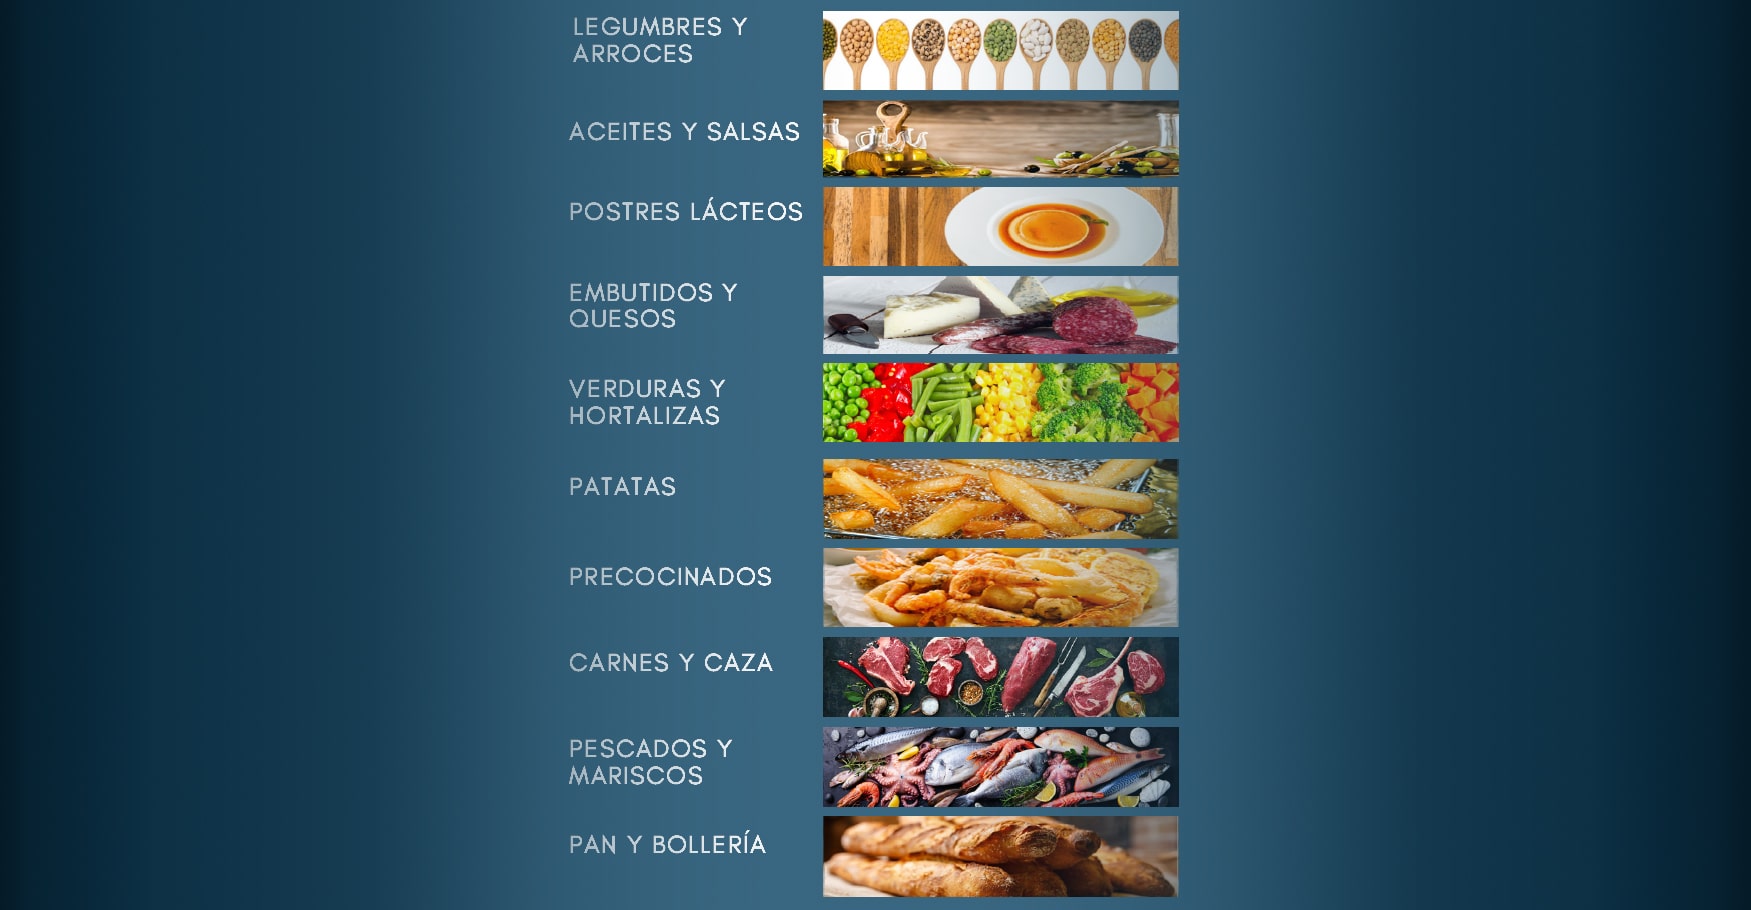 LEGUMBRES Y
ARROCES
ACEITES Y SALSAS
POSTRES LÁCTEOS
EMBUTIDOS Y
QUESOS
VERDURAS Y
HORTALIZAS
PATATAS
PRECOCINADOS
CARNES Y CAZA
PESCADOS Y
MARISCOS
PAN Y BOLLERÍA